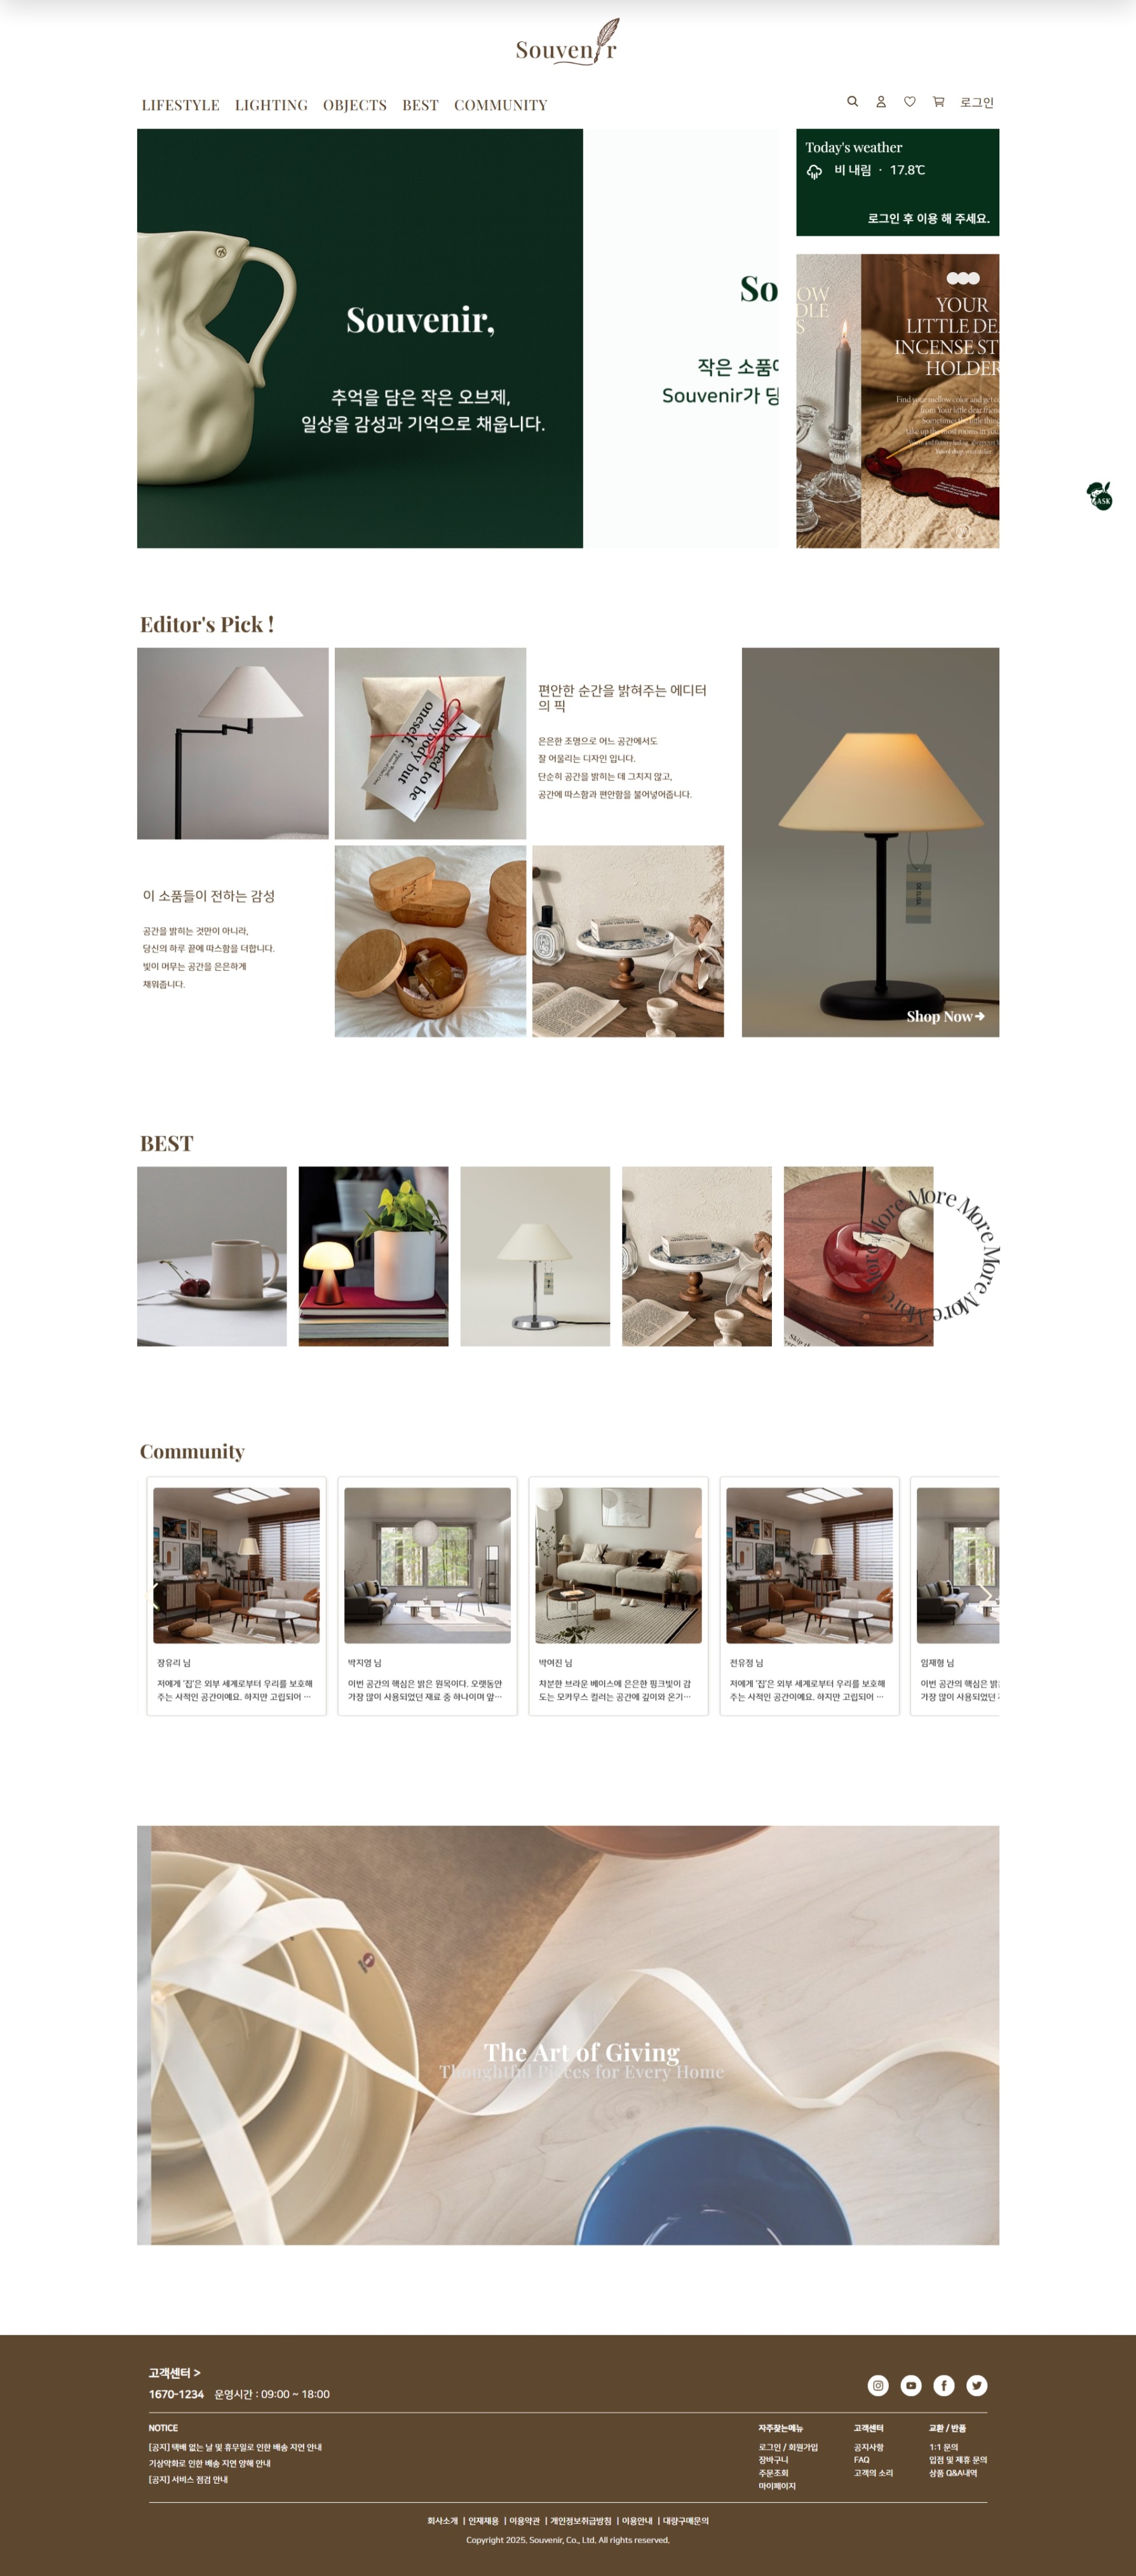 Souvenir
LIFESTYLE LIGHTING OBJECTS BEST COMMUNITY
로그인
Souvenir,
추억을 담은 작은 오브제,
일상을 감성과 기억으로 채웁니다.
So
작은 소품
Souvenir가 당
Today's weather
비 내림 · 17.8℃
로그인 후 이용 해 주세요.
OW
DLE
S
YOUR
LITTLE DE
INCENSE ST
HOLDER
ASK
Editor's Pick !
No need to be
anybody but
oneself.
편안한 순간을 밝혀주는 에디터
의 픽
은은한 조명으로 어느 공간에서도
잘 어울리는 디자인 입니다.
단순히 공간을 밝히는 데 그치지 않고,
공간에 따스함과 편안함을 불어넣어줍니다.
이 소품들이 전하는 감성
공간을 밝히는 것만이 아니라,
당신의 하루 끝에 따스함을 더합니다.
빛이 머무는 공간을 은은하게
채워줍니다.
Shop Now
BEST
More More More More More More More
Community
장유리 님
저에게 '집'은 외부 세계로부터 우리를 보호해
주는 사적인 공간이에요. 하지만 고립되어 ...
박지영 님
이번 공간의 핵심은 밝은 원목이다. 오랫동안
가장 많이 사용되었던 재료 중 하나이며 앞...
박여진 님
차분한 브라운 베이스에 은은한 핑크빛이 감
도는 모카무스 컬러는 공간에 깊이와 온기...
전유정 님
저에게 '집'은 외부 세계로부터 우리를 보호해
주는 사적인 공간이에요. 하지만 고립되어 ...
임재형 님
이번 공간의 핵심은 밝
가장 많이 사용되었던
The Art of Giving
Thoughtful Pieces for Every Home
고객센터 >
1670-1234 운영시간 : 09:00 ~ 18:00
NOTICE
[공지] 택배 없는 날 및 휴무일로 인한 배송 지연 안내
기상악화로 인한 배송 지연 양해 안내
[공지] 서비스 점검 안내
자주찾는메뉴
로그인 / 회원가입
장바구니
주문조회
마이페이지
고객센터
공지사항
FAQ
고객의 소리
교환 / 반품
1:1 문의
입점 및 제휴 문의
상품 Q&A내역
회사소개 | 인재채용 | 이용약관 | 개인정보취급방침 | 이용안내 | 대량구매문의
Copyright 2025. Souvenir, Co., Ltd. All rights reserved.